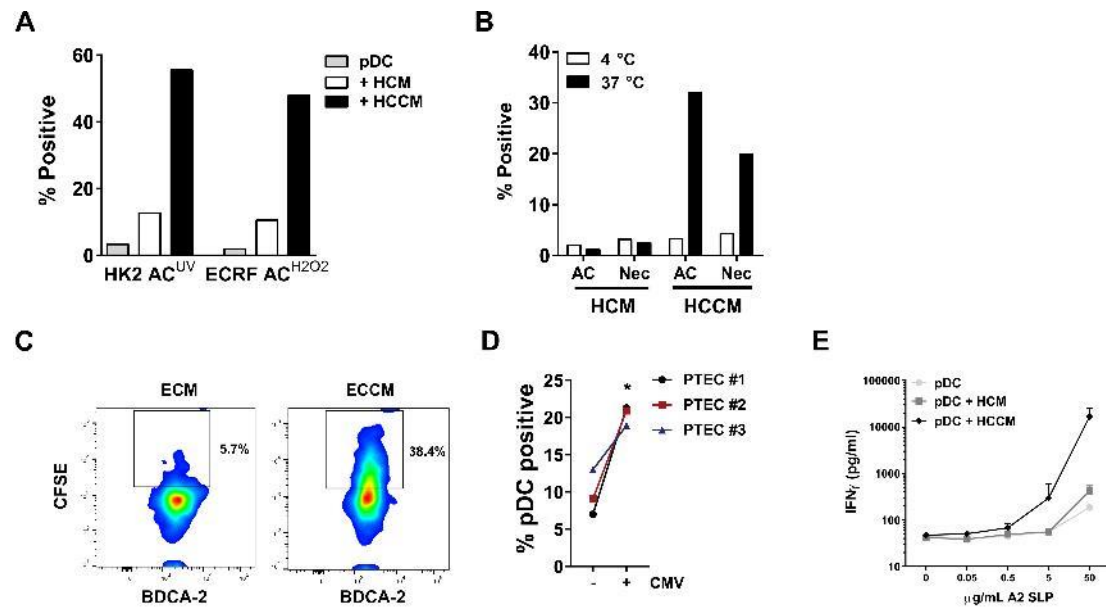 A
% Positive
60
40
20
0
HK2 AC^UV
ECRF AC^H2O2
pDC
+ HCM
+ HCCM
B
% Positive
40
30
20
10
0
4 °C
37 °C
AC
Nec
AC
Nec
HCM
HCCM
C
ECM
ECCM
CFSE
5.7%
38.4%
BDCA-2
BDCA-2
D
% pDC positive
25
20
15
10
5
0
*
- + CMV
PTEC #1
PTEC #2
PTEC #3
E
IFNγ (pg/ml)
100000
10000
1000
100
10
pDC
pDC + HCM
pDC + HCCM
0 0.05 0.5 5 50
μg/mL A2 SLP